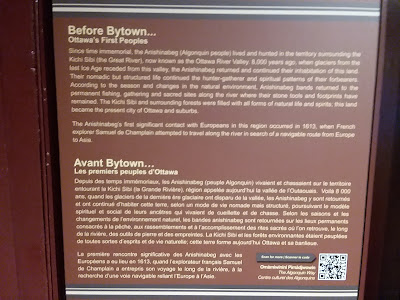 Before Bytown...
Ottawa's First Peoples
Since time immemorial, the Anishinabeg (Algonquin people) lived and hunted in the territory surrounding the
Kichi Sibi (the Great River), now known as the Ottawa River Valley. 8,000 years ago, when glaciers from the
last Ice Age receded from this valley, the Anishinabeg returned and continued their inhabitation of this land.
Their nomadic but structured life continued the hunter-gatherer and spiritual patterns of their forbearers.
According to the season and changes in the natural environment, Anishinabeg bands returned to the
permanent fishing, gathering and sacred sites along the river where their stone tools and footprints have
remained. The Kichi Sibi and surrounding forests were filled with all forms of natural life and spirits; this land
became the present city of Ottawa and suburbs.
The Anishinabeg's first significant contact with Europeans in this region occurred in 1613, when French
explorer Samuel de Champlain attempted to travel along the river in search of a navigable route from Europe
to Asia.
Avant Bytown...
Les premiers peuples d'Ottawa
Depuis des temps immémoriaux, les Anishinabeg (peuple Algonquin) vivaient et chassaient sur le territoire
entourant la Kichi Sibi (la Grande Rivière), région appelée aujourd'hui la vallée de l'Outaouais. Voilà 8 000
ans, quand les glaciers de la dernière ère glaciaire ont disparu de la vallée, les Anishinabeg y sont retournés
et ont continué d'habiter cette terre, selon un mode de vie nomade mais structuré, poursuivant le modèle
spirituel et social de leurs ancêtres qui vivaient de cueillette et de chasse. Selon les saisons et les
changements de l'environnement naturel, les bandes anishinabeg sont retournées sur les lieux permanents
consacrés à la pêche, aux rassemblements et à l'accomplissement des rites sacrés où l'on retrouve, le long
de la rivière, des outils de pierre et des empreintes. La Kichi Sibi et les forêts environnantes étaient peuplées
de toutes sortes d'esprits et de vie naturelle; cette terre forme aujourd'hui Ottawa et sa banlieue.
La première rencontre significative des Anishinabeg avec les
Européens a eu lieu en 1613, quand l'explorateur français Samuel
de Champlain a entrepris son voyage le long de la rivière, à la
recherche d'une voie navigable reliant l'Europe à l'Asie.
Scan for more / Scanner le code
Omàmiwinini Pimàdjwowin
The Algonquin Way
Centre culturel des Algonquins